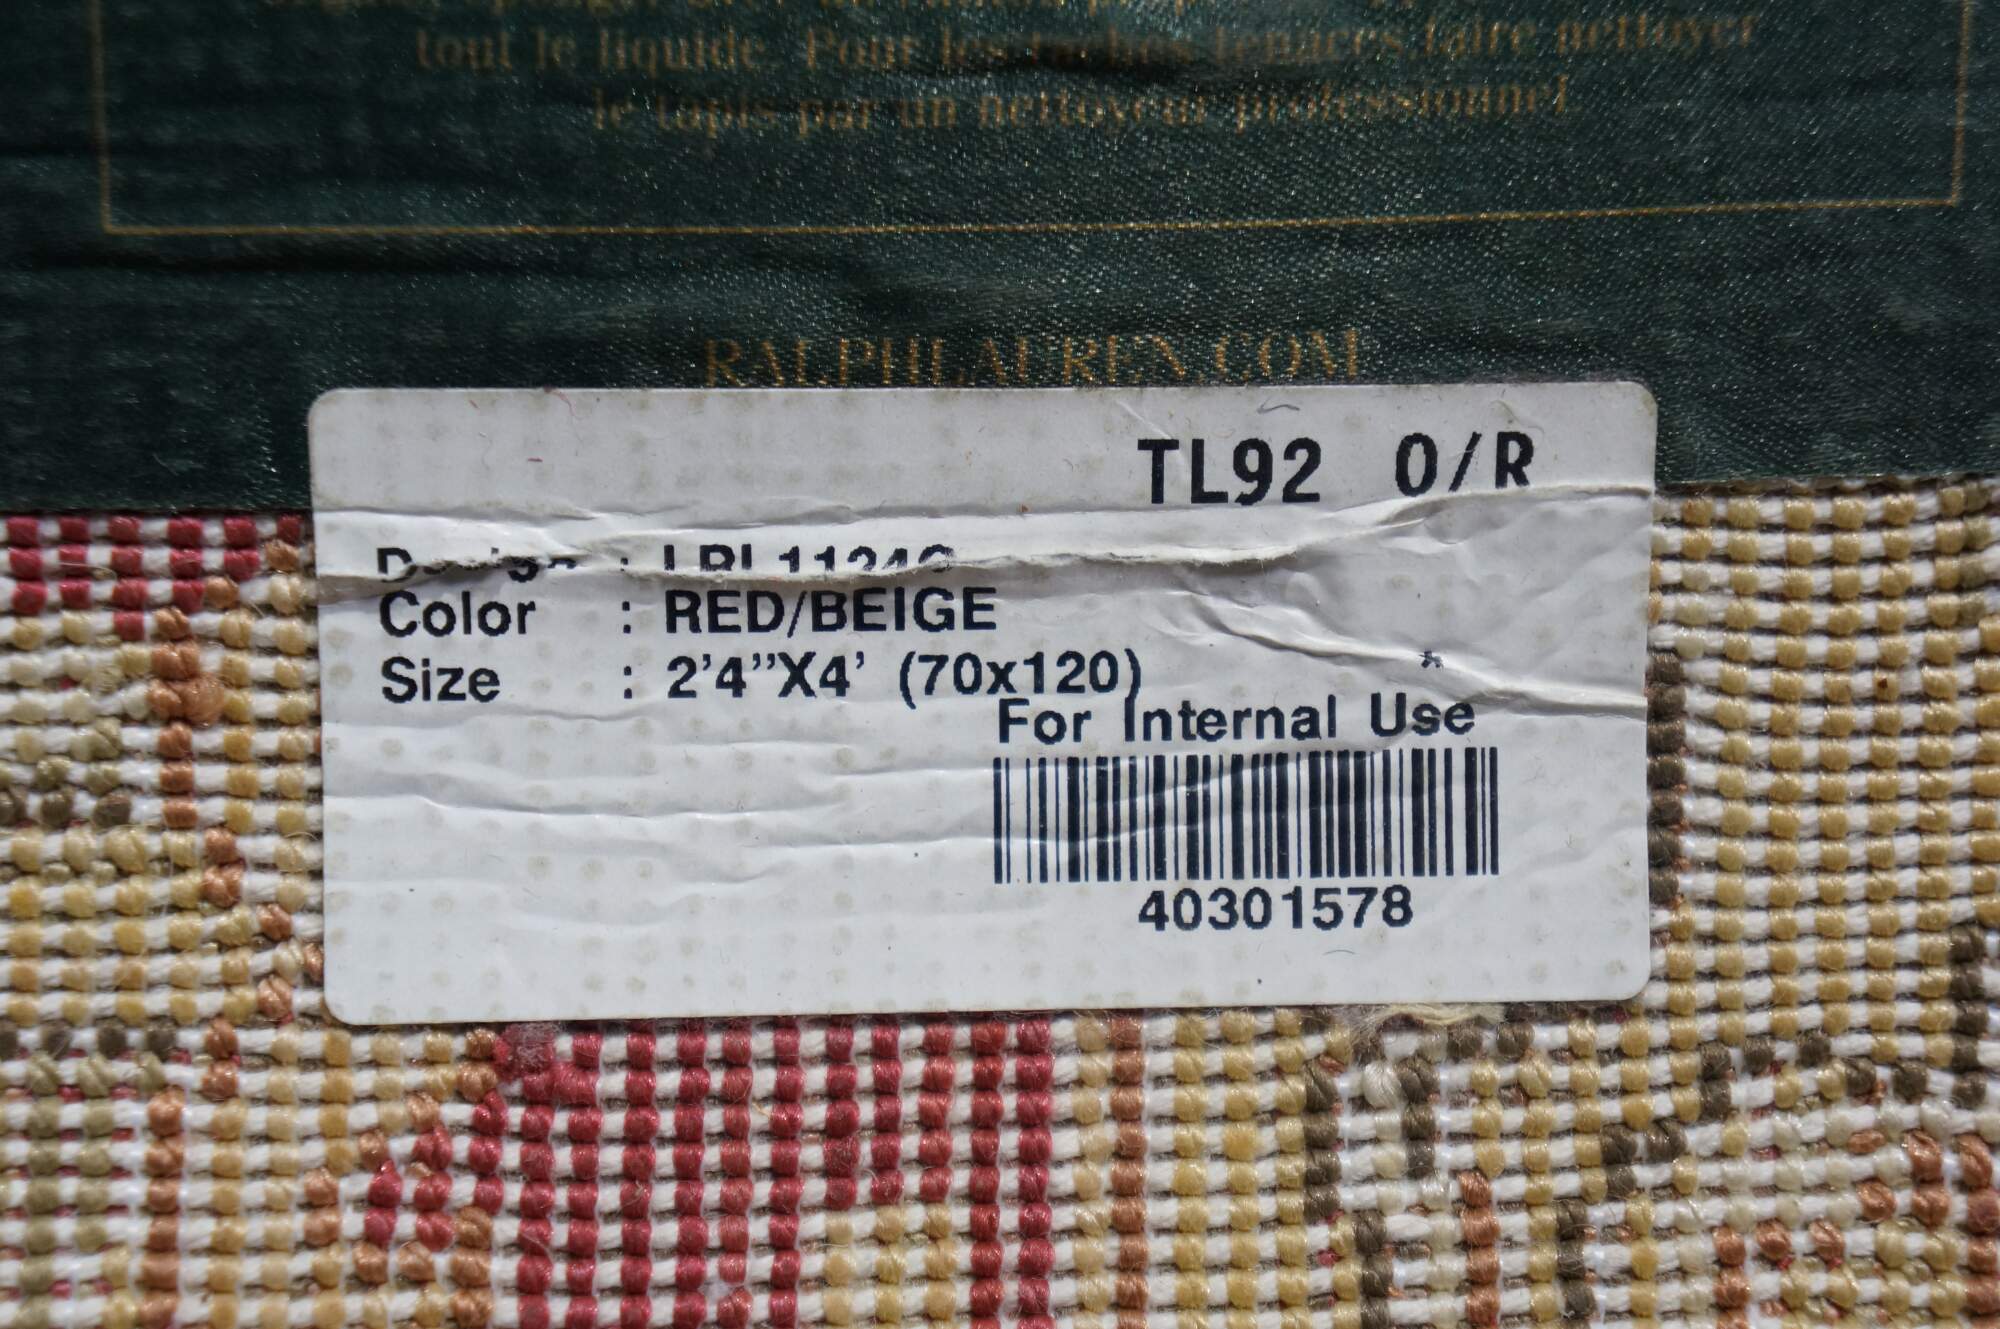 tout le liquide. Pour les taches tenaces faire nettoyer
le tapis par un nettoyeur professionnel.
RALPHLAUREN.COM
TL92 O/R
Design :
Color : RED/BEIGE
Size : 2'4''X4' (70x120)
*
For Internal Use
40301578